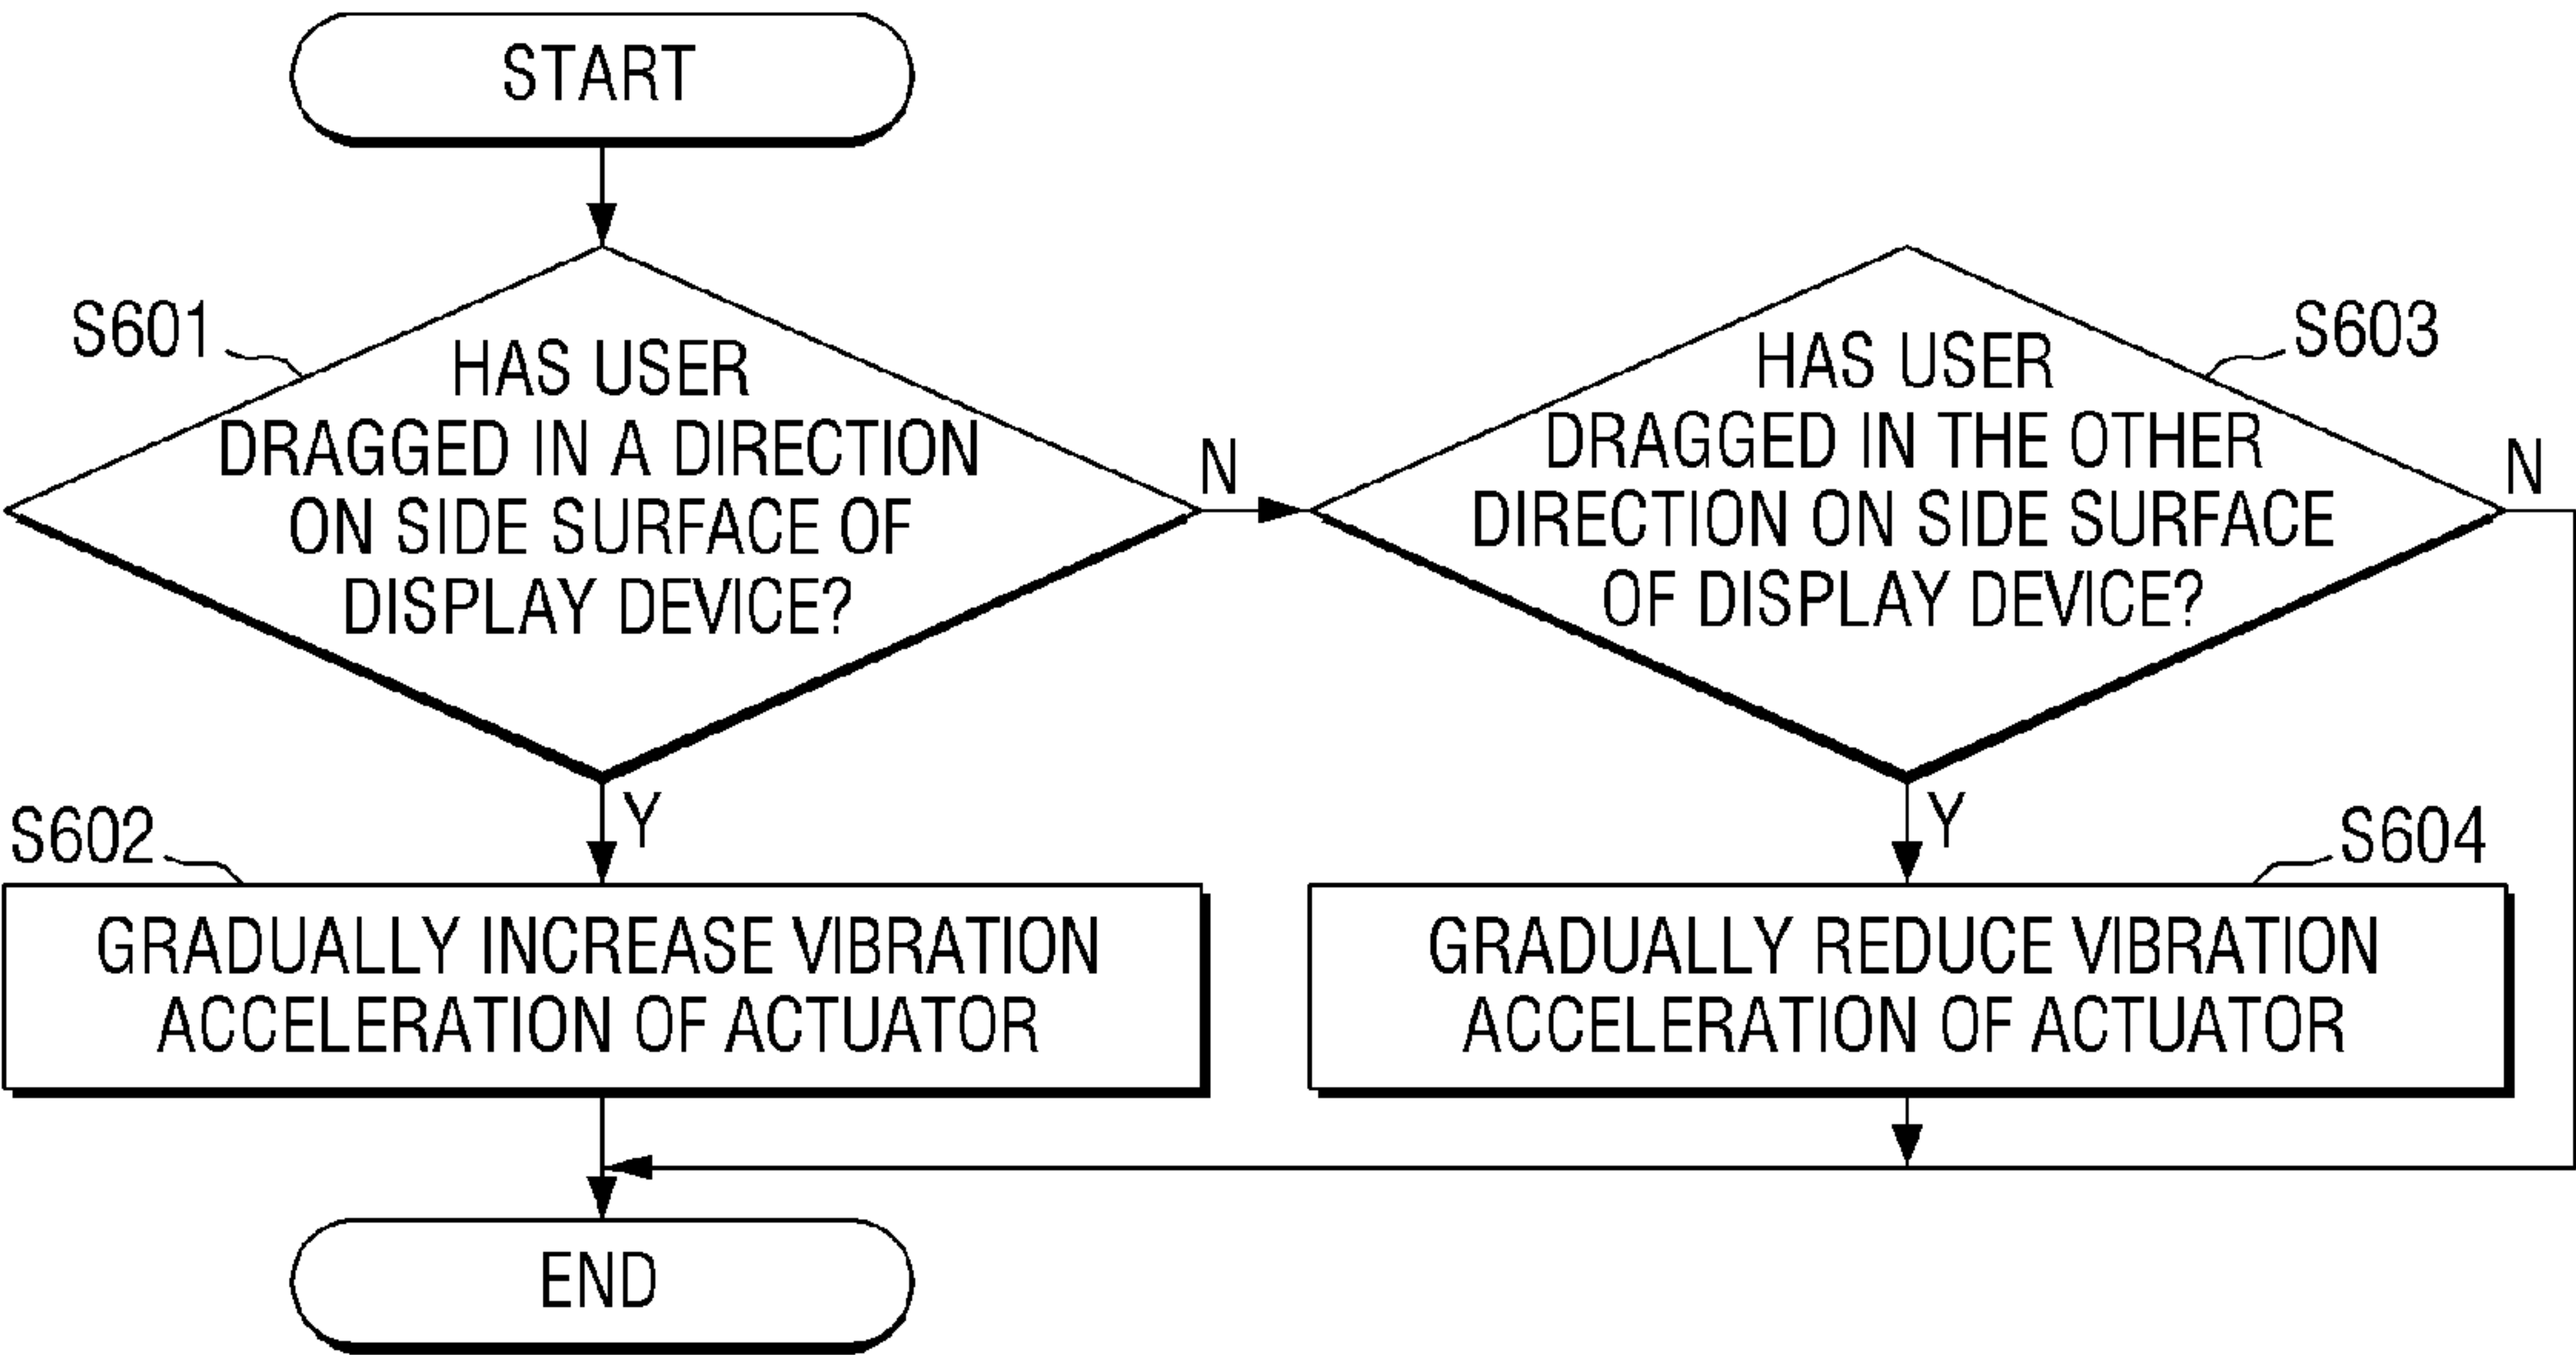 START
S601
HAS USER
DRAGGED IN A DIRECTION
ON SIDE SURFACE OF
DISPLAY DEVICE?
N
S603
HAS USER
DRAGGED IN THE OTHER
DIRECTION ON SIDE SURFACE
OF DISPLAY DEVICE?
N
Y
S602
GRADUALLY INCREASE VIBRATION
ACCELERATION OF ACTUATOR
Y
S604
GRADUALLY REDUCE VIBRATION
ACCELERATION OF ACTUATOR
END